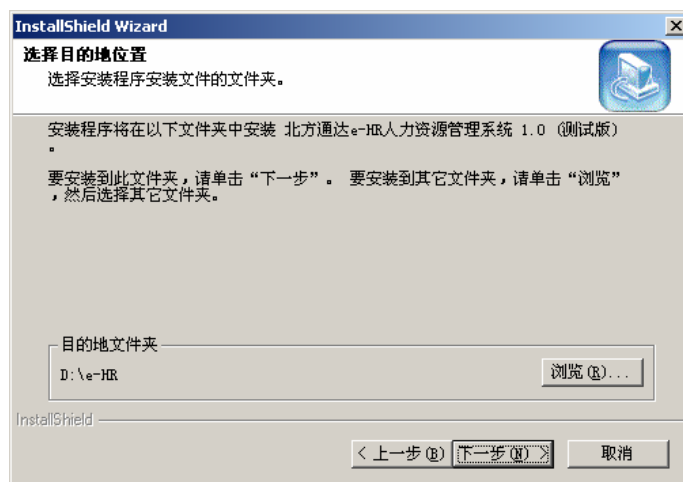 InstallShield Wizard
选择目的地位置
选择安装程序安装文件的文件夹。
安装程序将在以下文件夹中安装 北方通达e-HR人力资源管理系统 1.0 (测试版)
。
要安装到此文件夹，请单击“下一步”。 要安装到其它文件夹，请单击“浏览”
，然后选择其它文件夹。
目的地文件夹
D:\e-HR
浏览(R)...
InstallShield
< 上一步(B)
下一步(N) >
取消